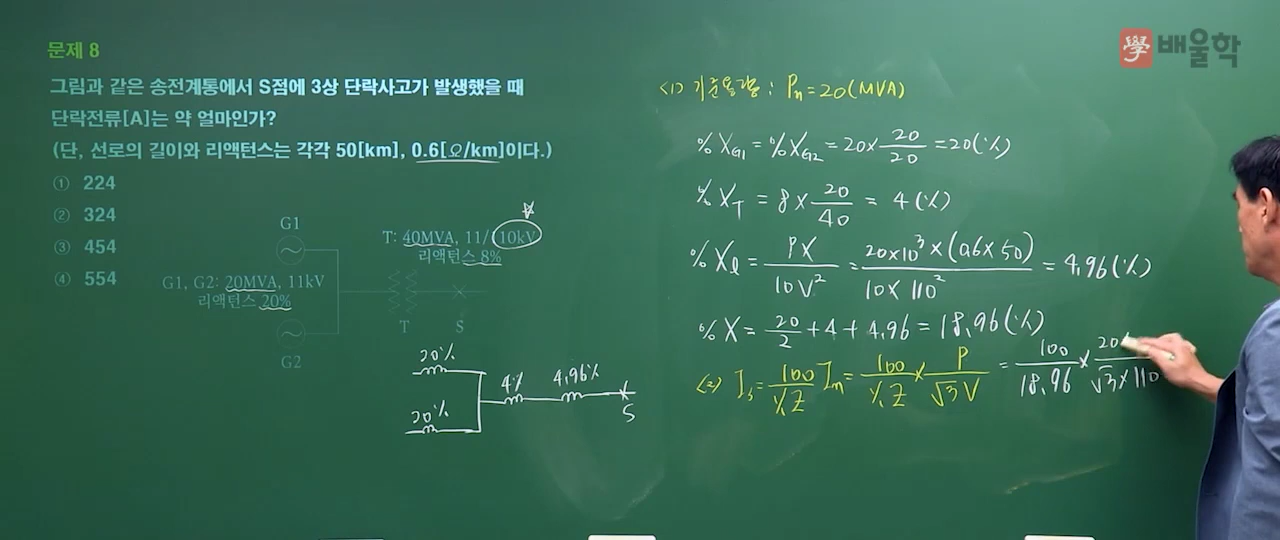 學 배울학
문제 8
그림과 같은 송전계통에서 S점에 3상 단락사고가 발생했을 때
단락전류[A]는 약 얼마인가?
(단, 선로의 길이와 리액턴스는 각각 50[km], 0.6[Ω/km]이다.)
① 224
② 324
③ 454
④ 554
G1
T: 40MVA, 11/110kV
리액턴스 8%
G1, G2: 20MVA, 11kV
리액턴스 20%
T
S
G2
20%
4%
4.96%
20%
S
<1> 기준용량 : Pn = 20(MVA)
%XG1 = %XG2 = 20 × 20/20 = 20(%)
%XT = 8 × 20/40 = 4(%)
%Xl = PX/10V² = 20×10³×(0.6×50)/10×110² = 4.96(%)
%X = 20/2 + 4 + 4.96 = 18.96(%)
<2> Is = 100/%Z In = 100/%Z × P/√3V = 100/18.96 × 20/√3×110